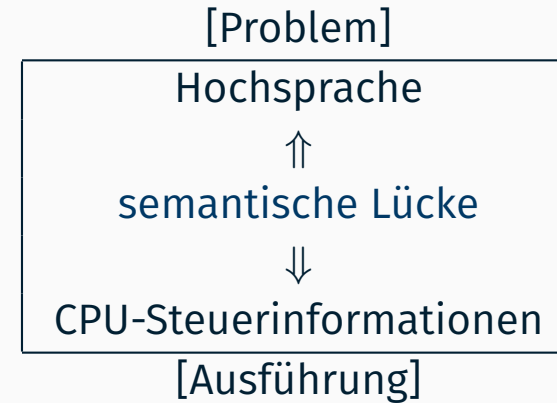 [Problem]
Hochsprache
⇑
semantische Lücke
⇓
CPU-Steuerinformationen
[Ausführung]